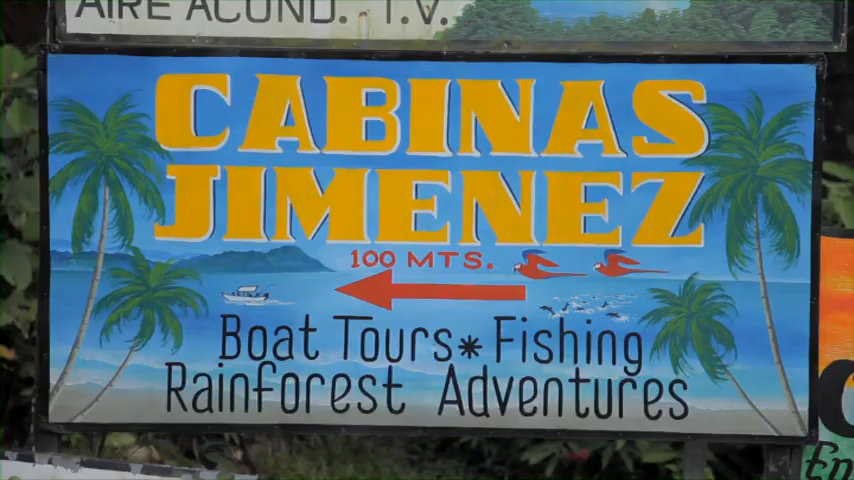 AIRE ACOND. T.V.
CABINAS
JIMENEZ
100 MTS.
Boat Tours * Fishing
Rainforest Adventures